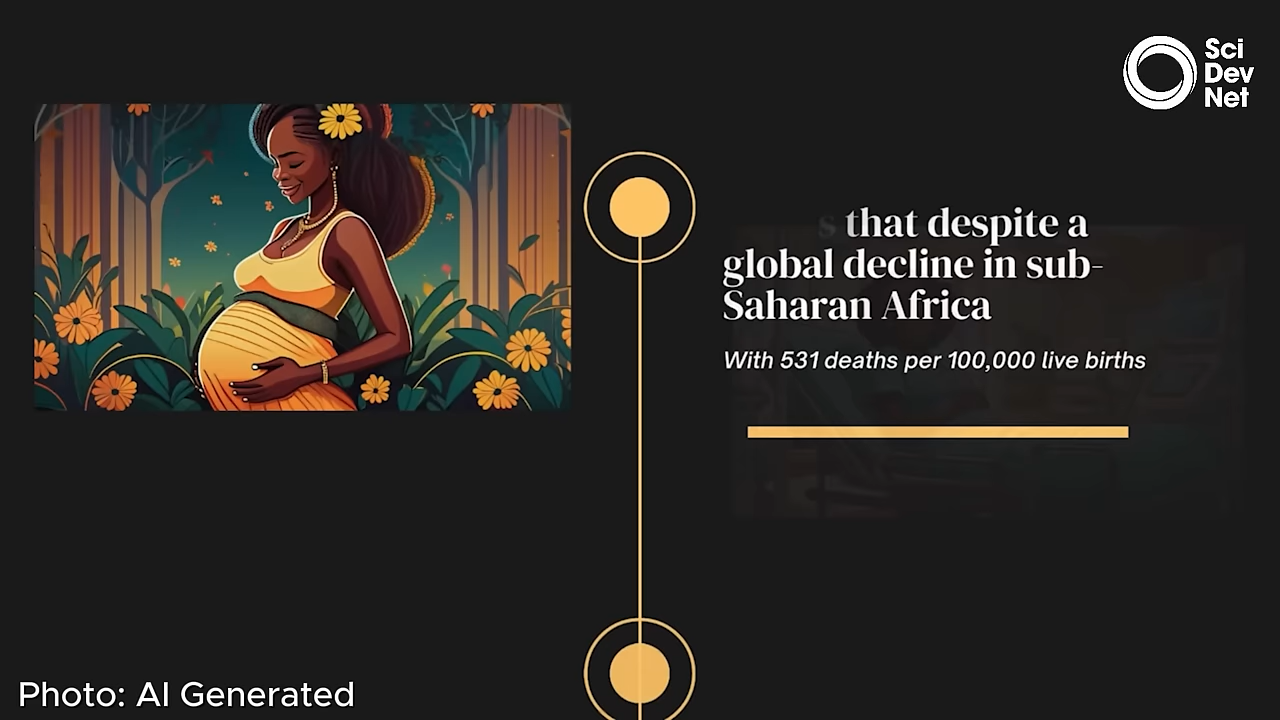 Sci
Dev
Net
s that despite a
global decline in sub-
Saharan Africa
With 531 deaths per 100,000 live births
Photo: AI Generated